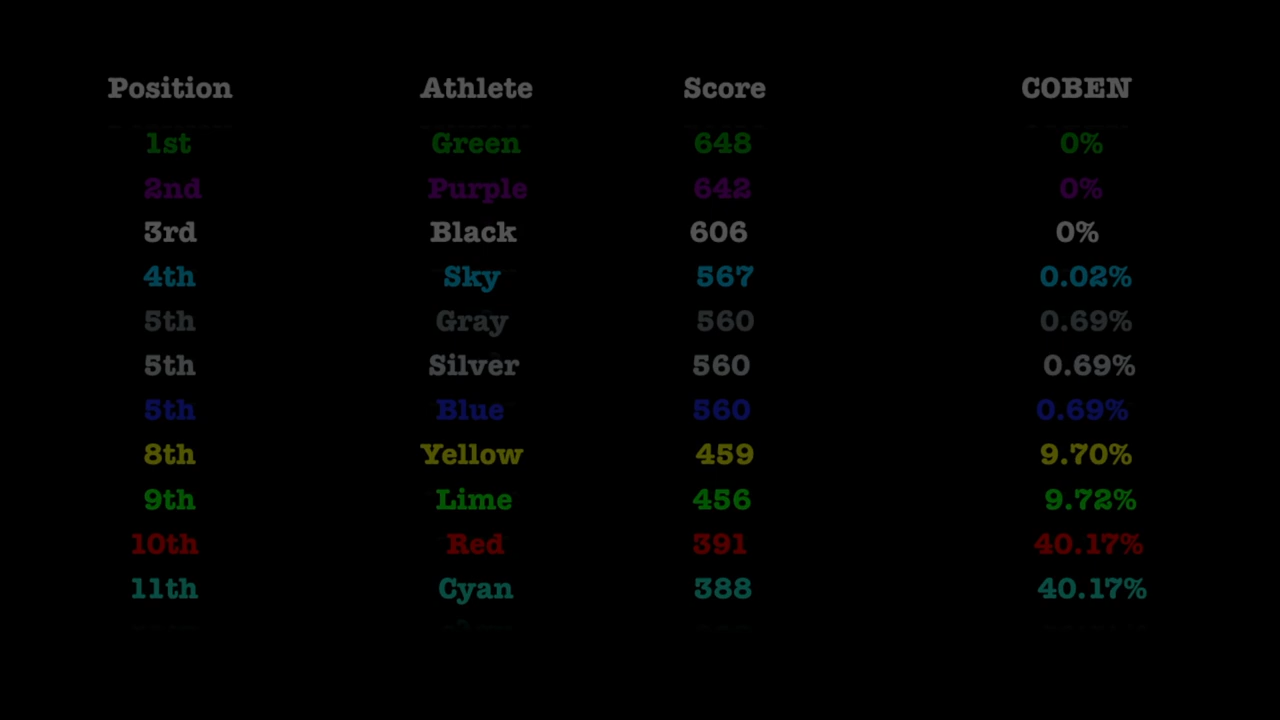 Position Athlete Score COBEN
1st Green 648 0%
2nd Purple 642 0%
3rd Black 606 0%
4th Sky 567 0.02%
5th Gray 560 0.69%
5th Silver 560 0.69%
5th Blue 560 0.69%
8th Yellow 459 9.70%
9th Lime 456 9.72%
10th Red 391 40.17%
11th Cyan 388 40.17%